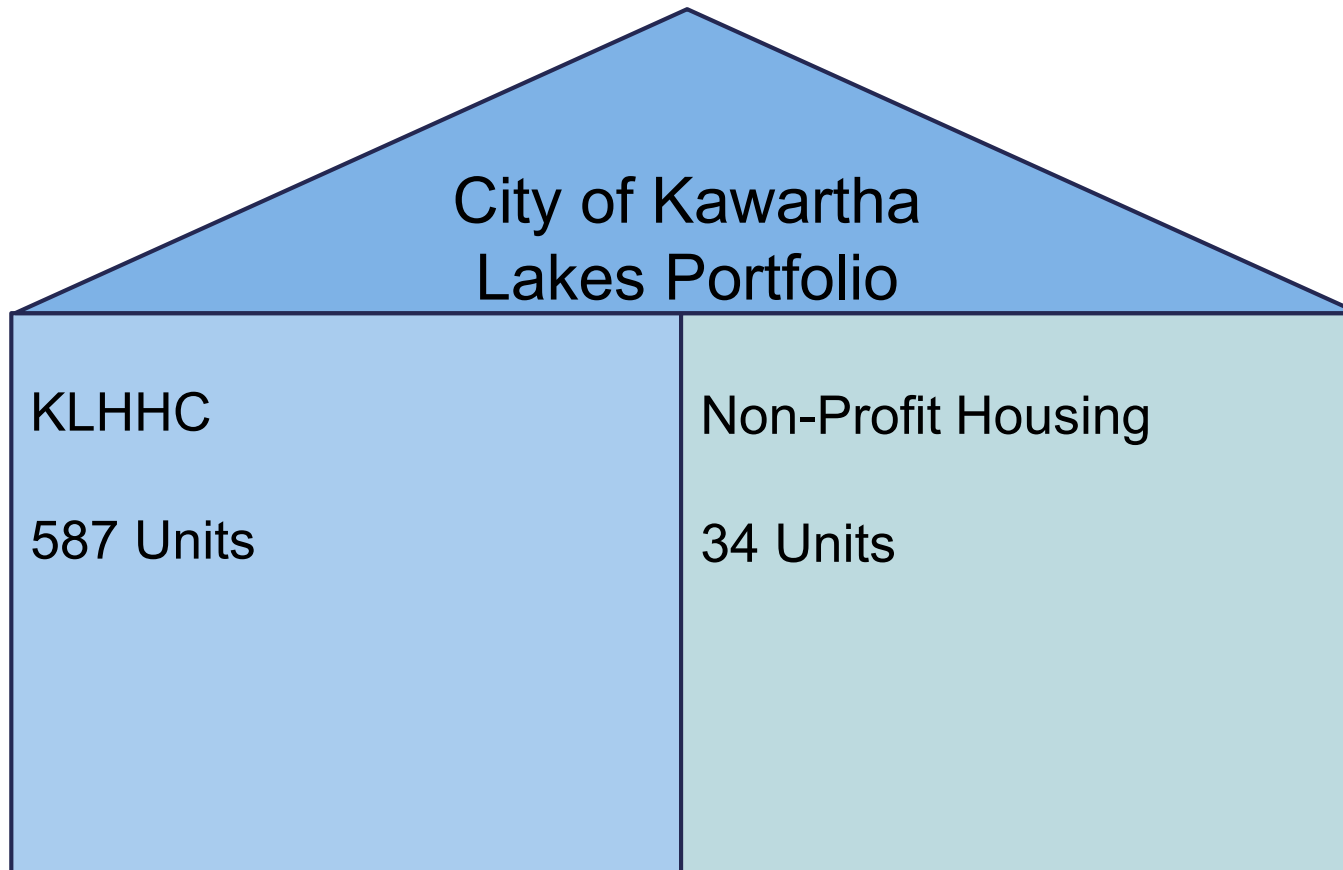 City of Kawartha
Lakes Portfolio
KLHHC
587 Units
Non-Profit Housing
34 Units